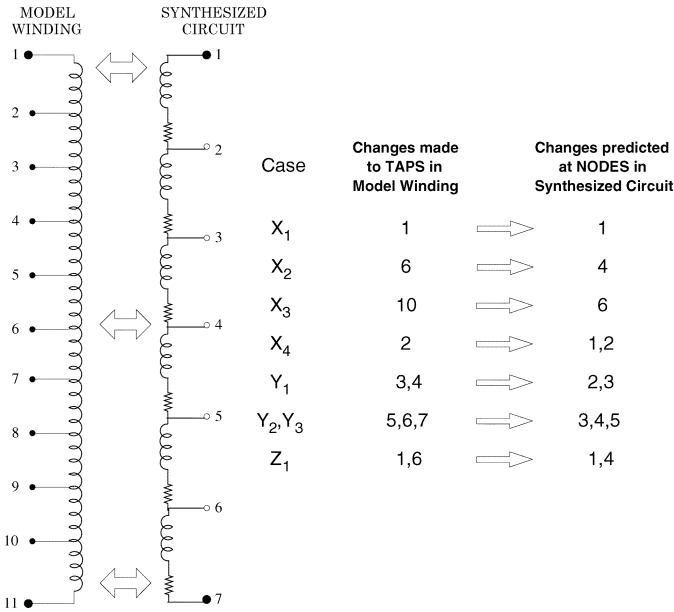 MODEL
WINDING
SYNTHESIZED
CIRCUIT
1
2
3
4
5
6
7
8
9
10
11
1
2
3
4
5
6
7
Case
Changes made
to TAPS in
Model Winding
Changes predicted
at NODES in
Synthesized Circuit
X1 1 1
X2 6 4
X3 10 6
X4 2 1,2
Y1 3,4 2,3
Y2,Y3 5,6,7 3,4,5
Z1 1,6 1,4